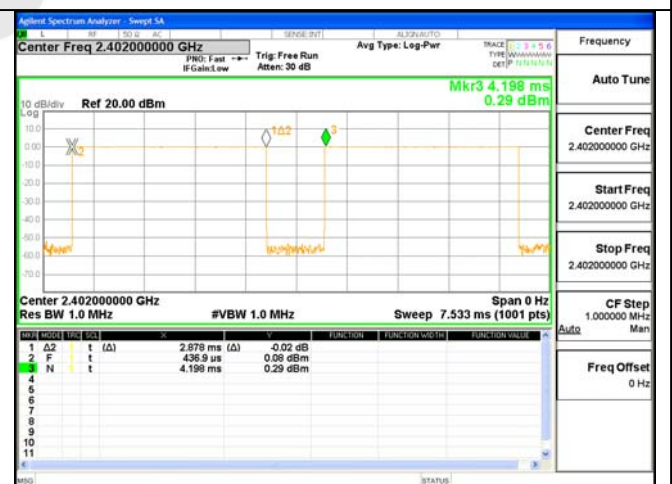 Agilent Spectrum Analyzer - Swept SA
L RF 50 Ω AC SENSE:INT ALIGNAUTO
Center Freq 2.402000000 GHz
PNO: Fast
IFGain:Low
Trig: Free Run
Atten: 30 dB
Avg Type: Log-Pwr
TRACE 1 2 3 4 5 6
TYPE
DET P N N N N N
Mkr3 4.198 ms
0.29 dBm
10 dB/div Ref 20.00 dBm
Log
10.0
0.00
-10.0
-20.0
-30.0
-40.0
-50.0
-60.0
-70.0
2
1Δ2
3
Center 2.402000000 GHz Span 0 Hz
Res BW 1.0 MHz #VBW 1.0 MHz Sweep 7.533 ms (1001 pts)
MKR MODE TRC SCL X Y FUNCTION FUNCTION WIDTH FUNCTION VALUE
1 Δ2 t (Δ) 2.878 ms (Δ) -0.02 dB
2 F t 436.9 µs 0.08 dBm
3 N t 4.198 ms 0.29 dBm
4
5
6
7
8
9
10
11
MSG STATUS
Frequency
Auto Tune
Center Freq
2.402000000 GHz
Start Freq
2.402000000 GHz
Stop Freq
2.402000000 GHz
CF Step
1.000000 MHz
Auto Man
Freq Offset
0 Hz